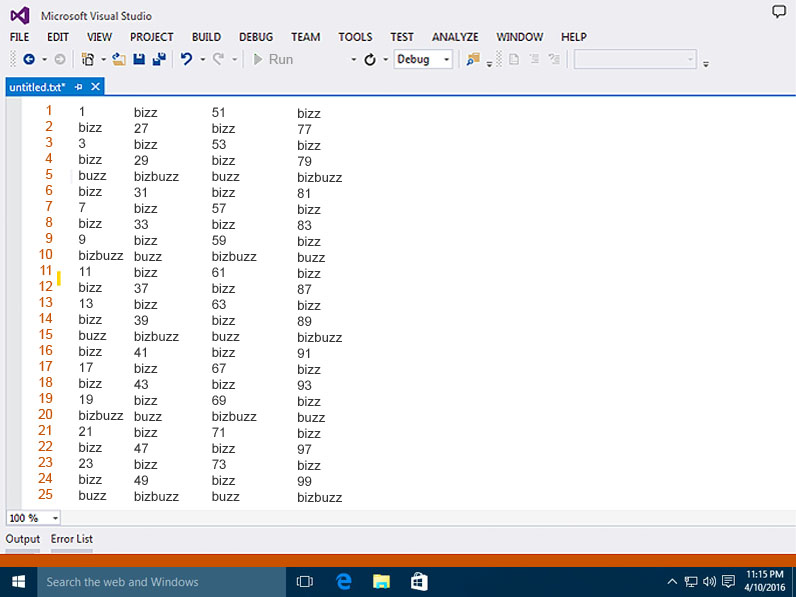 Microsoft Visual Studio
FILE EDIT VIEW PROJECT BUILD DEBUG TEAM TOOLS TEST ANALYZE WINDOW HELP
Run Debug
untitled.txt*
1 1 bizz 51 bizz
2 bizz 27 bizz 77
3 3 bizz 53 bizz
4 bizz 29 bizz 79
5 buzz bizbuzz buzz bizbuzz
6 bizz 31 bizz 81
7 7 bizz 57 bizz
8 bizz 33 bizz 83
9 9 bizz 59 bizz
10 bizbuzz buzz bizbuzz buzz
11 11 bizz 61 bizz
12 bizz 37 bizz 87
13 13 bizz 63 bizz
14 bizz 39 bizz 89
15 buzz bizbuzz buzz bizbuzz
16 bizz 41 bizz 91
17 17 bizz 67 bizz
18 bizz 43 bizz 93
19 19 bizz 69 bizz
20 bizbuzz buzz bizbuzz buzz
21 21 bizz 71 bizz
22 bizz 47 bizz 97
23 23 bizz 73 bizz
24 bizz 49 bizz 99
25 buzz bizbuzz buzz bizbuzz
100 %
Output Error List
Search the web and Windows
11:15 PM
4/10/2016